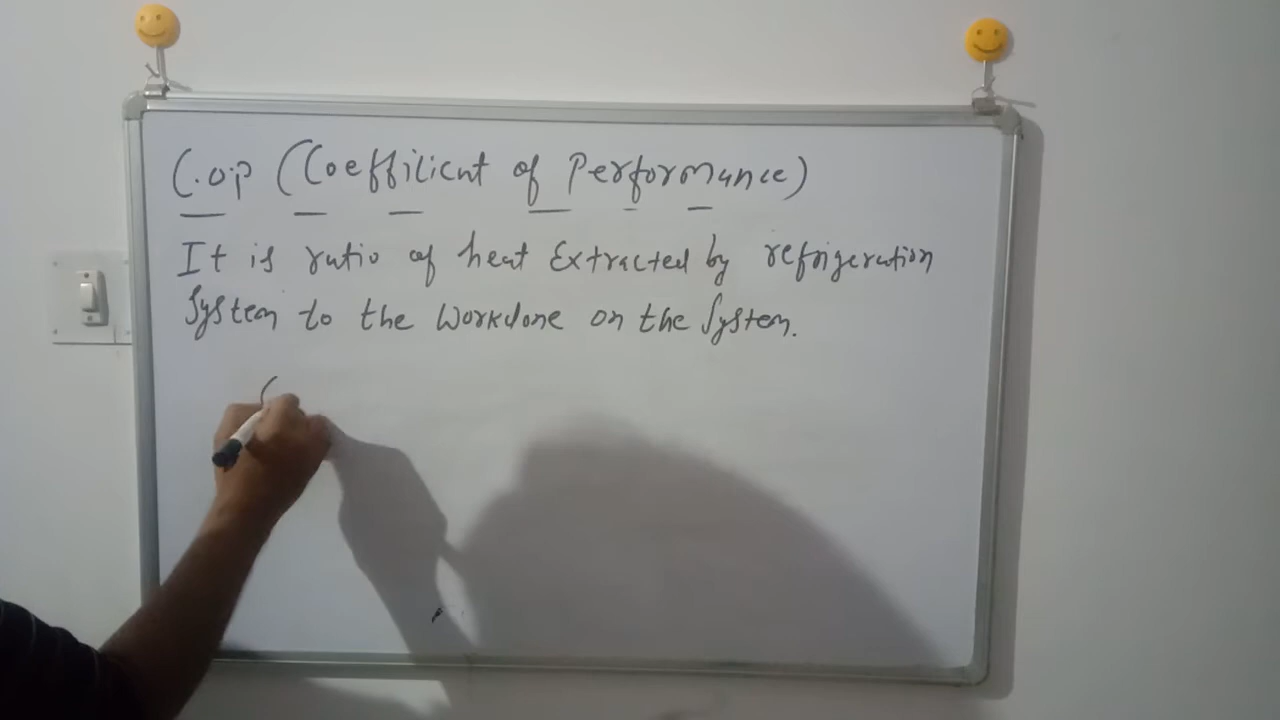 C.O.P (Coefficient of Performance)
It is ratio of heat Extracted by refrigeration
System to the Workdone on the System.
(